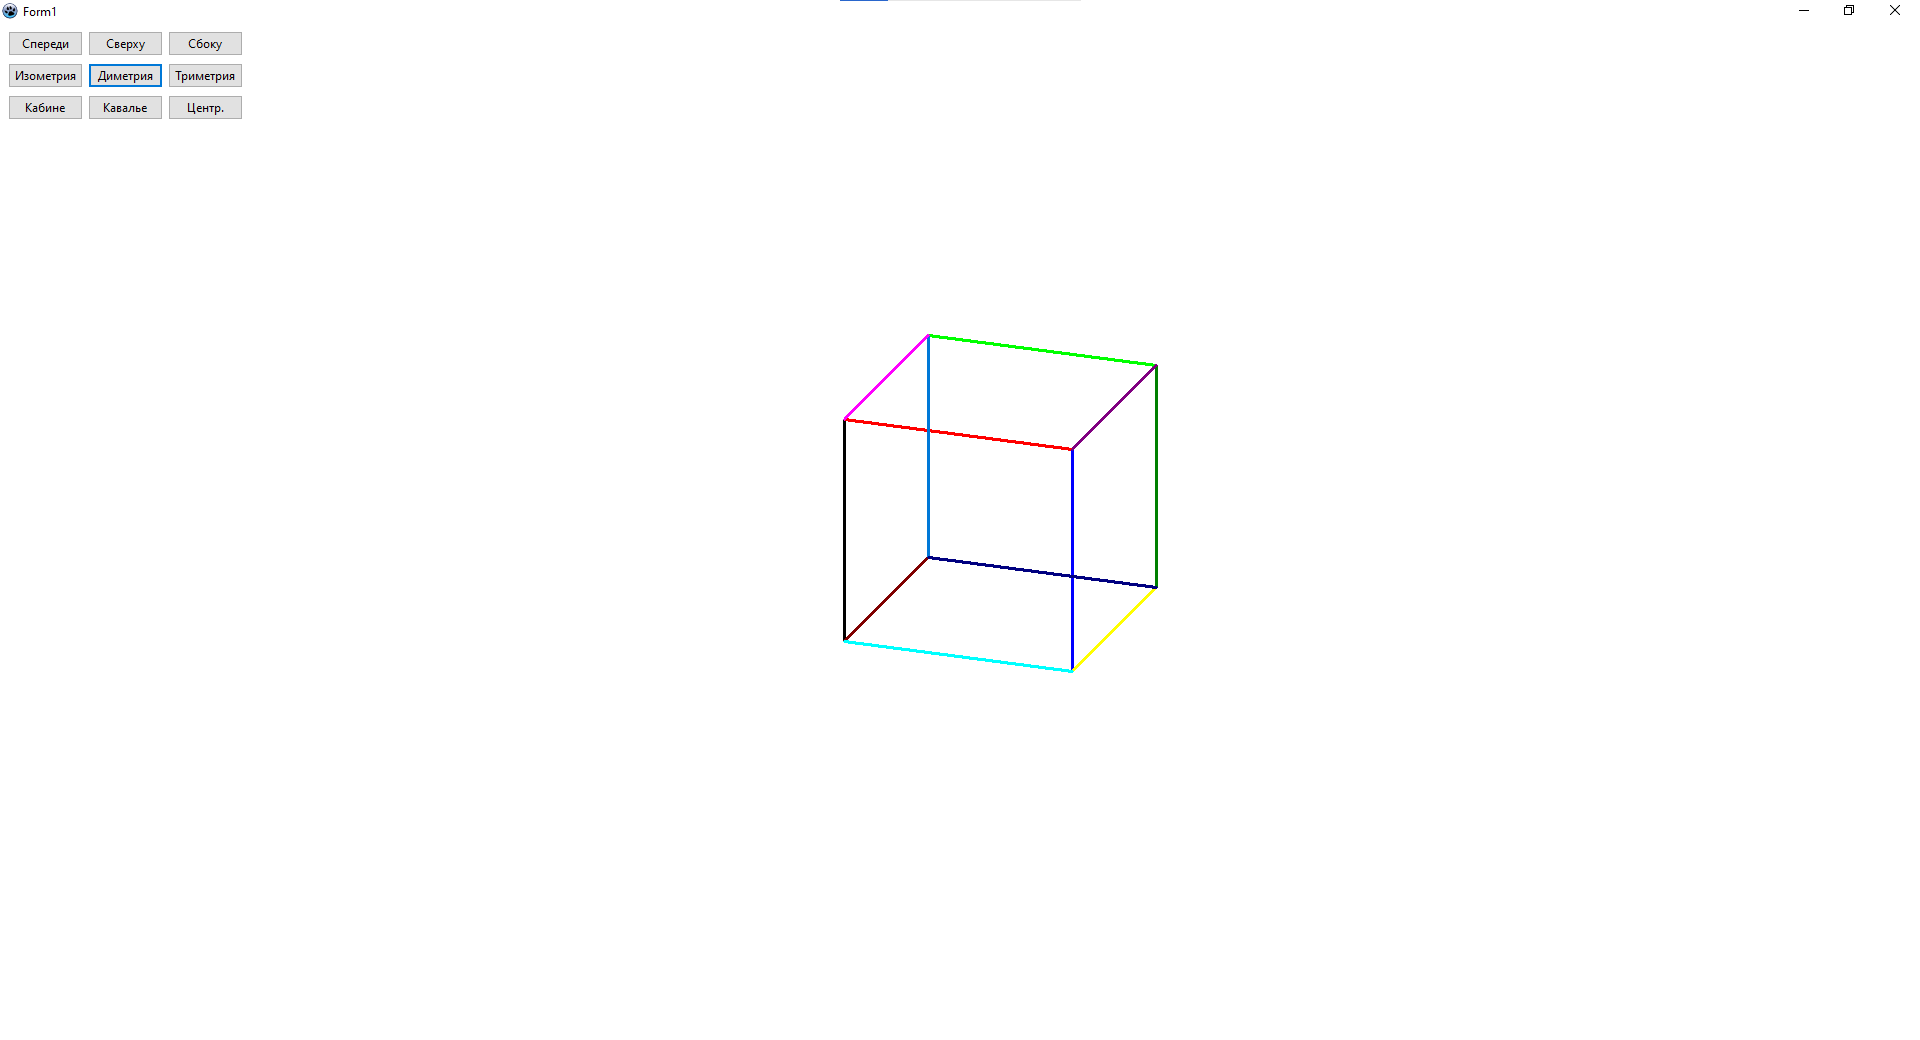 Form1
Спереди Сверху Сбоку
Изометрия Диметрия Триметрия
Кабине Кавалье Центр.